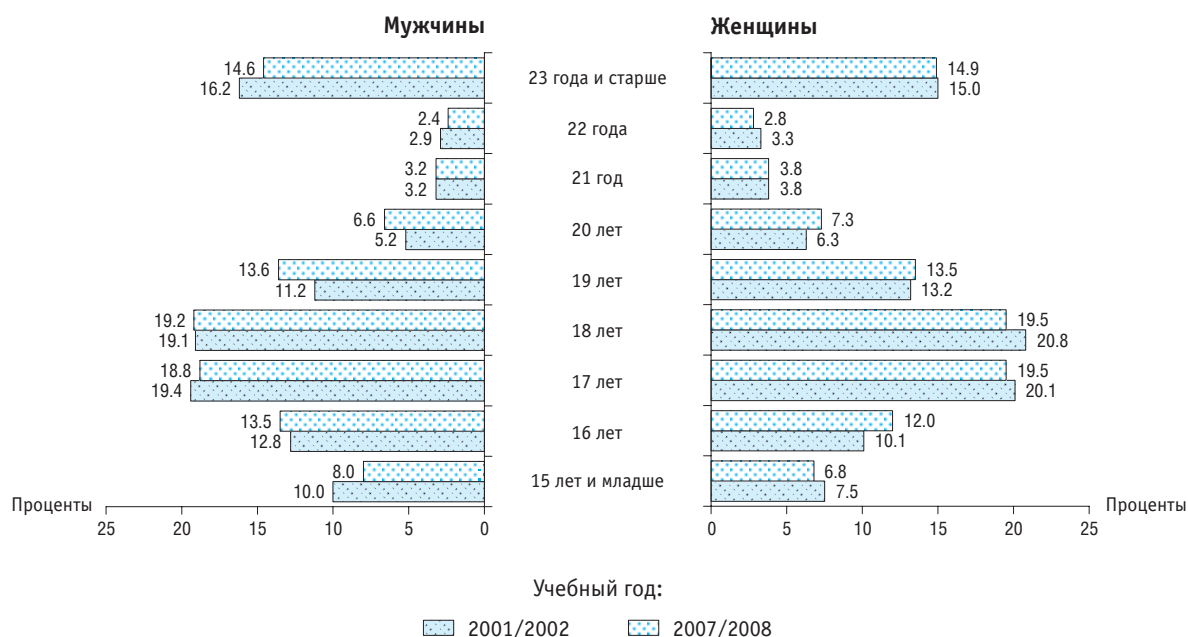 Мужчины
Женщины
14.6
16.2
23 года и старше
14.9
15.0
2.4
2.9
22 года
2.8
3.3
3.2
3.2
21 год
3.8
3.8
6.6
5.2
20 лет
7.3
6.3
13.6
11.2
19 лет
13.5
13.2
19.2
19.1
18 лет
19.5
20.8
18.8
19.4
17 лет
19.5
20.1
13.5
12.8
16 лет
12.0
10.1
8.0
10.0
15 лет и младше
6.8
7.5
Проценты
25 20 15 10 5 0
0 5 10 15 20 25
Проценты
Учебный год:
2001/2002 2007/2008